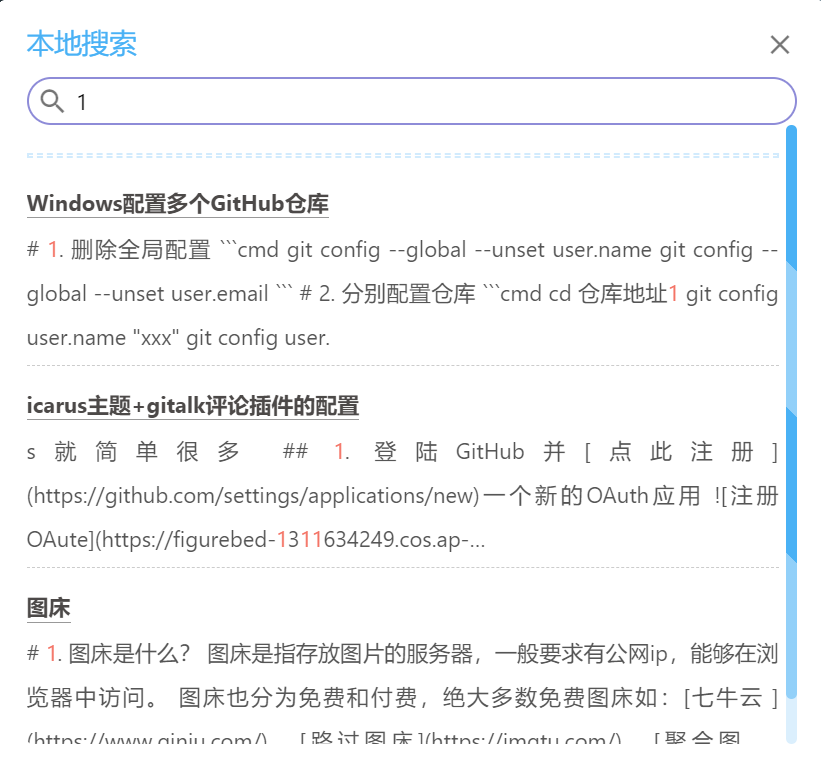 本地搜索
1
Windows配置多个GitHub仓库
# 1. 删除全局配置 ```cmd git config --global --unset user.name git config --
global --unset user.email ``` # 2. 分别配置仓库 ```cmd cd 仓库地址1 git config
user.name "xxx" git config user.
icarus主题+gitalk评论插件的配置
s 就简单很多 ## 1. 登陆GitHub并[点此注册]
(https://github.com/settings/applications/new)一个新的OAuth应用 ![注册
OAute](https://figurebed-1311634249.cos.ap-...
图床
# 1. 图床是什么? 图床是指存放图片的服务器，一般要求有公网ip，能够在浏
览器中访问。 图床也分为免费和付费，绝大多数免费图床如：[七牛云 ]
(https://www.qiniu.com/)、[路过图床](https://imgtu.com/)、[聚合图